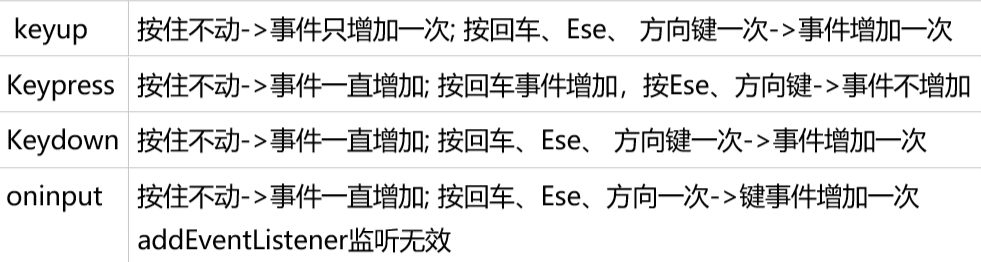 keyup 按住不动->事件只增加一次; 按回车、Ese、 方向键一次->事件增加一次
Keypress 按住不动->事件一直增加; 按回车事件增加，按Ese、方向键->事件不增加
Keydown 按住不动->事件一直增加; 按回车、Ese、 方向键一次->事件增加一次
oninput 按住不动->事件一直增加; 按回车、Ese、方向一次->键事件增加一次
addEventListener监听无效